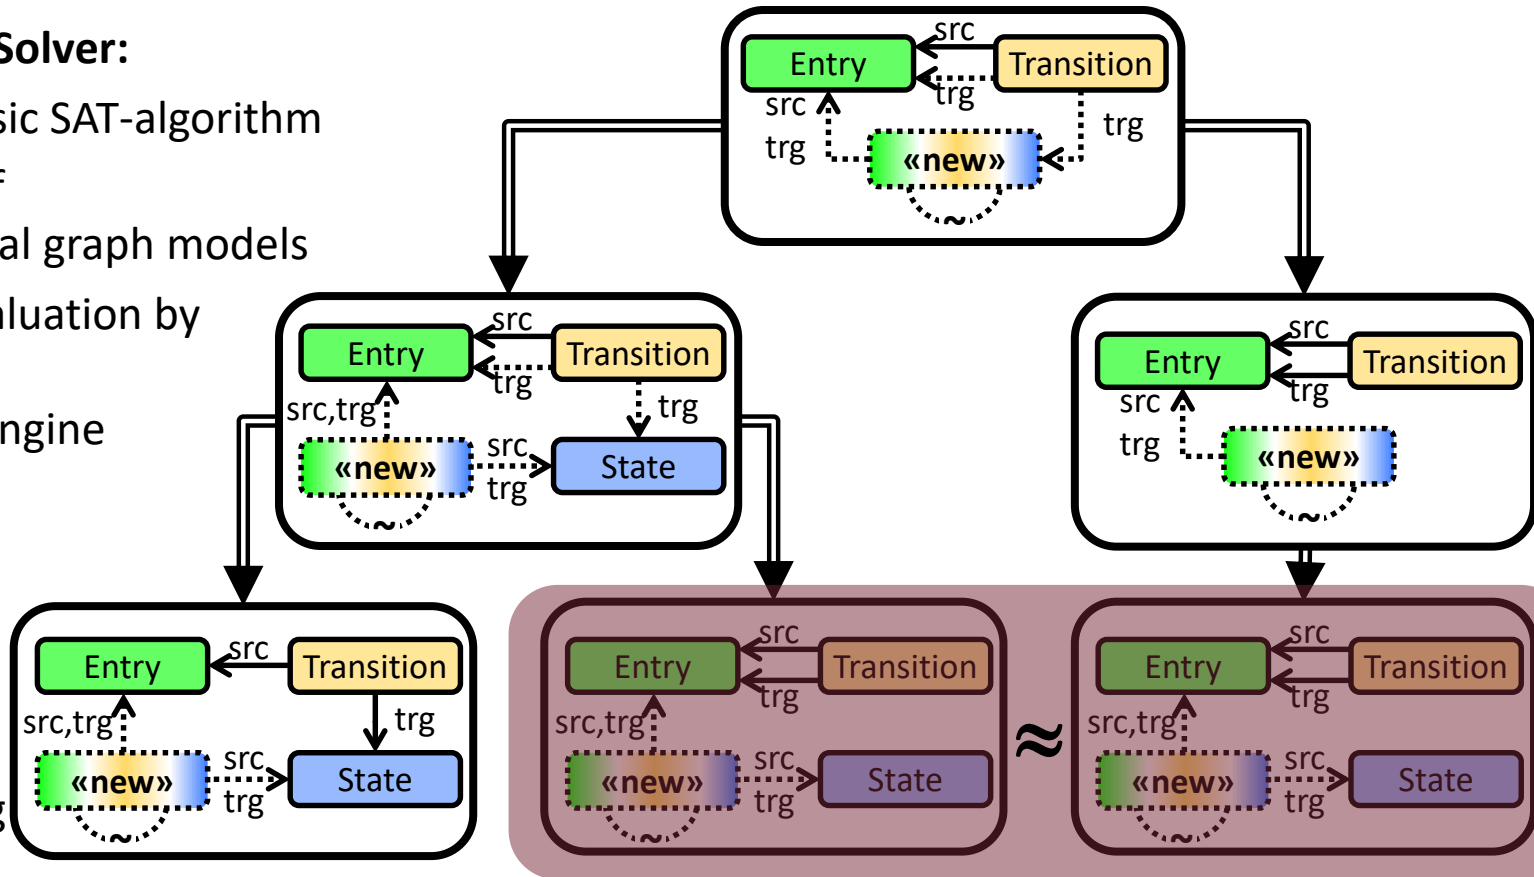 Solver:
sic SAT-algorithm
f
al graph models
aluation by
ngine
g
Entry
src
trg
Transition
src
trg
trg
«new»
~
Entry
src
trg
Transition
src,trg
trg
«new»
src
trg
State
~
Entry
src
trg
Transition
src
trg
«new»
~
Entry
src
Transition
src,trg
trg
«new»
src
trg
State
~
Entry
src
trg
Transition
src,trg
«new»
src
trg
State
~
≈
Entry
src
trg
Transition
src,trg
«new»
src
trg
State
~